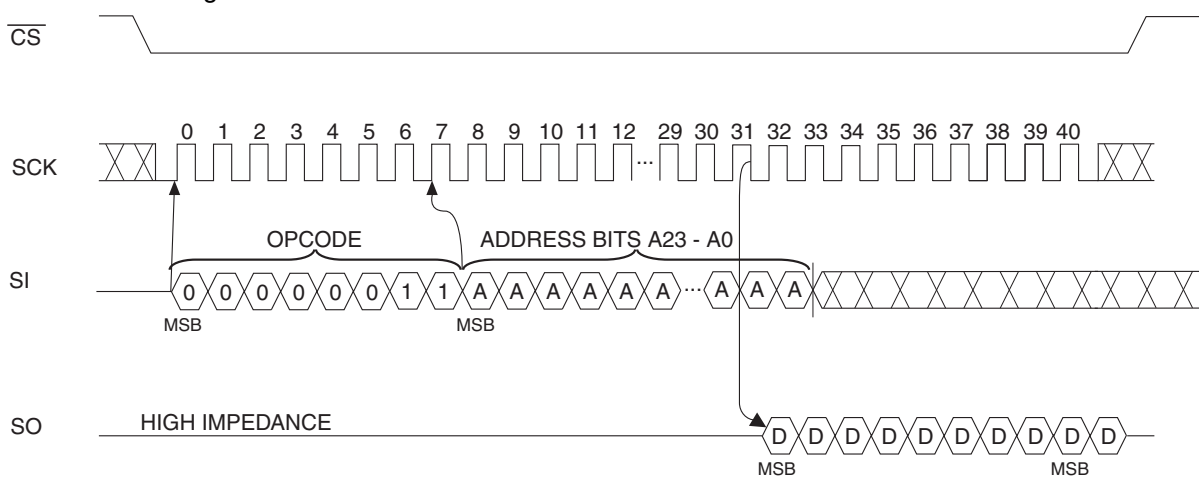 CS
0 1 2 3 4 5 6 7 8 9 10 11 12 29 30 31 32 33 34 35 36 37 38 39 40
SCK ...
OPCODE ADDRESS BITS A23 - A0
SI 0 0 0 0 0 0 1 1 A A A A A A ... A A A
MSB MSB
SO HIGH IMPEDANCE D D D D D D D D D D
MSB MSB